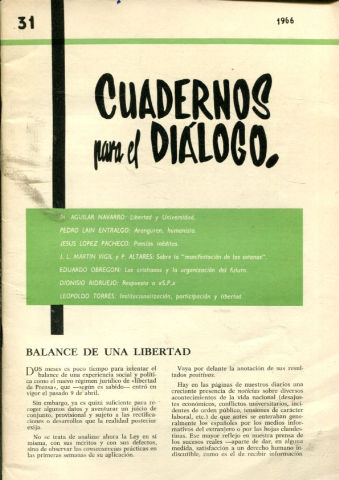 31
1966
CUADERNOS
para el DIÁLOGO.
M. AGUILAR NAVARRO: Libertad y Universidad.
PEDRO LAIN ENTRALGO: Aranguren, humanista.
JESUS LOPEZ PACHECO: Poesías inéditas.
J. L. MARTIN VIGIL y P. ALTARES: Sobre la "manifestación de las sotanas".
EDUARDO OBREGON: Los cristianos y la organización del futuro.
DIONISIO RIDRUEJO: Respuesta a «S.P.»
LEOPOLDO TORRES: Institucionalización, participación y libertad.
BALANCE DE UNA LIBERTAD
DOS meses es poco tiempo para intentar el
balance de una experiencia social y políti-
ca como el nuevo régimen jurídico de «libertad
de Prensa», que —según es sabido— entró en
vigor el pasado 9 de abril.
Sin embargo, ya es quizá suficiente para re-
coger algunos datos y aventurar un juicio de
conjunto, provisional y sujeto a las rectifica-
ciones o desarrollos que la realidad posterior
exija.
No se trata de analizar ahora la Ley en sí
misma, con sus méritos y con sus defectos,
sino de observar las consecuencias prácticas en
las primeras semanas de su aplicación.
Vaya por delante la anotación de sus resul-
tados positivos.
Hay en las páginas de nuestros diarios una
creciente presencia de noticias sobre diversos
acontecimientos de la vida nacional (desajus-
tes económicos, conflictos universitarios, inci-
dentes de orden público, tensiones de carácter
laboral, etc.) de que antes se enteraban gene-
ralmente los españoles por los medios infor-
mativos del extranjero o por las hojas clandes-
tinas. Ese mayor reflejo en nuestra prensa de
los sucesos reales —aparte de dar, en alguna
medida, satisfacción a un derecho humano in-
discutible, como es el de recibir información